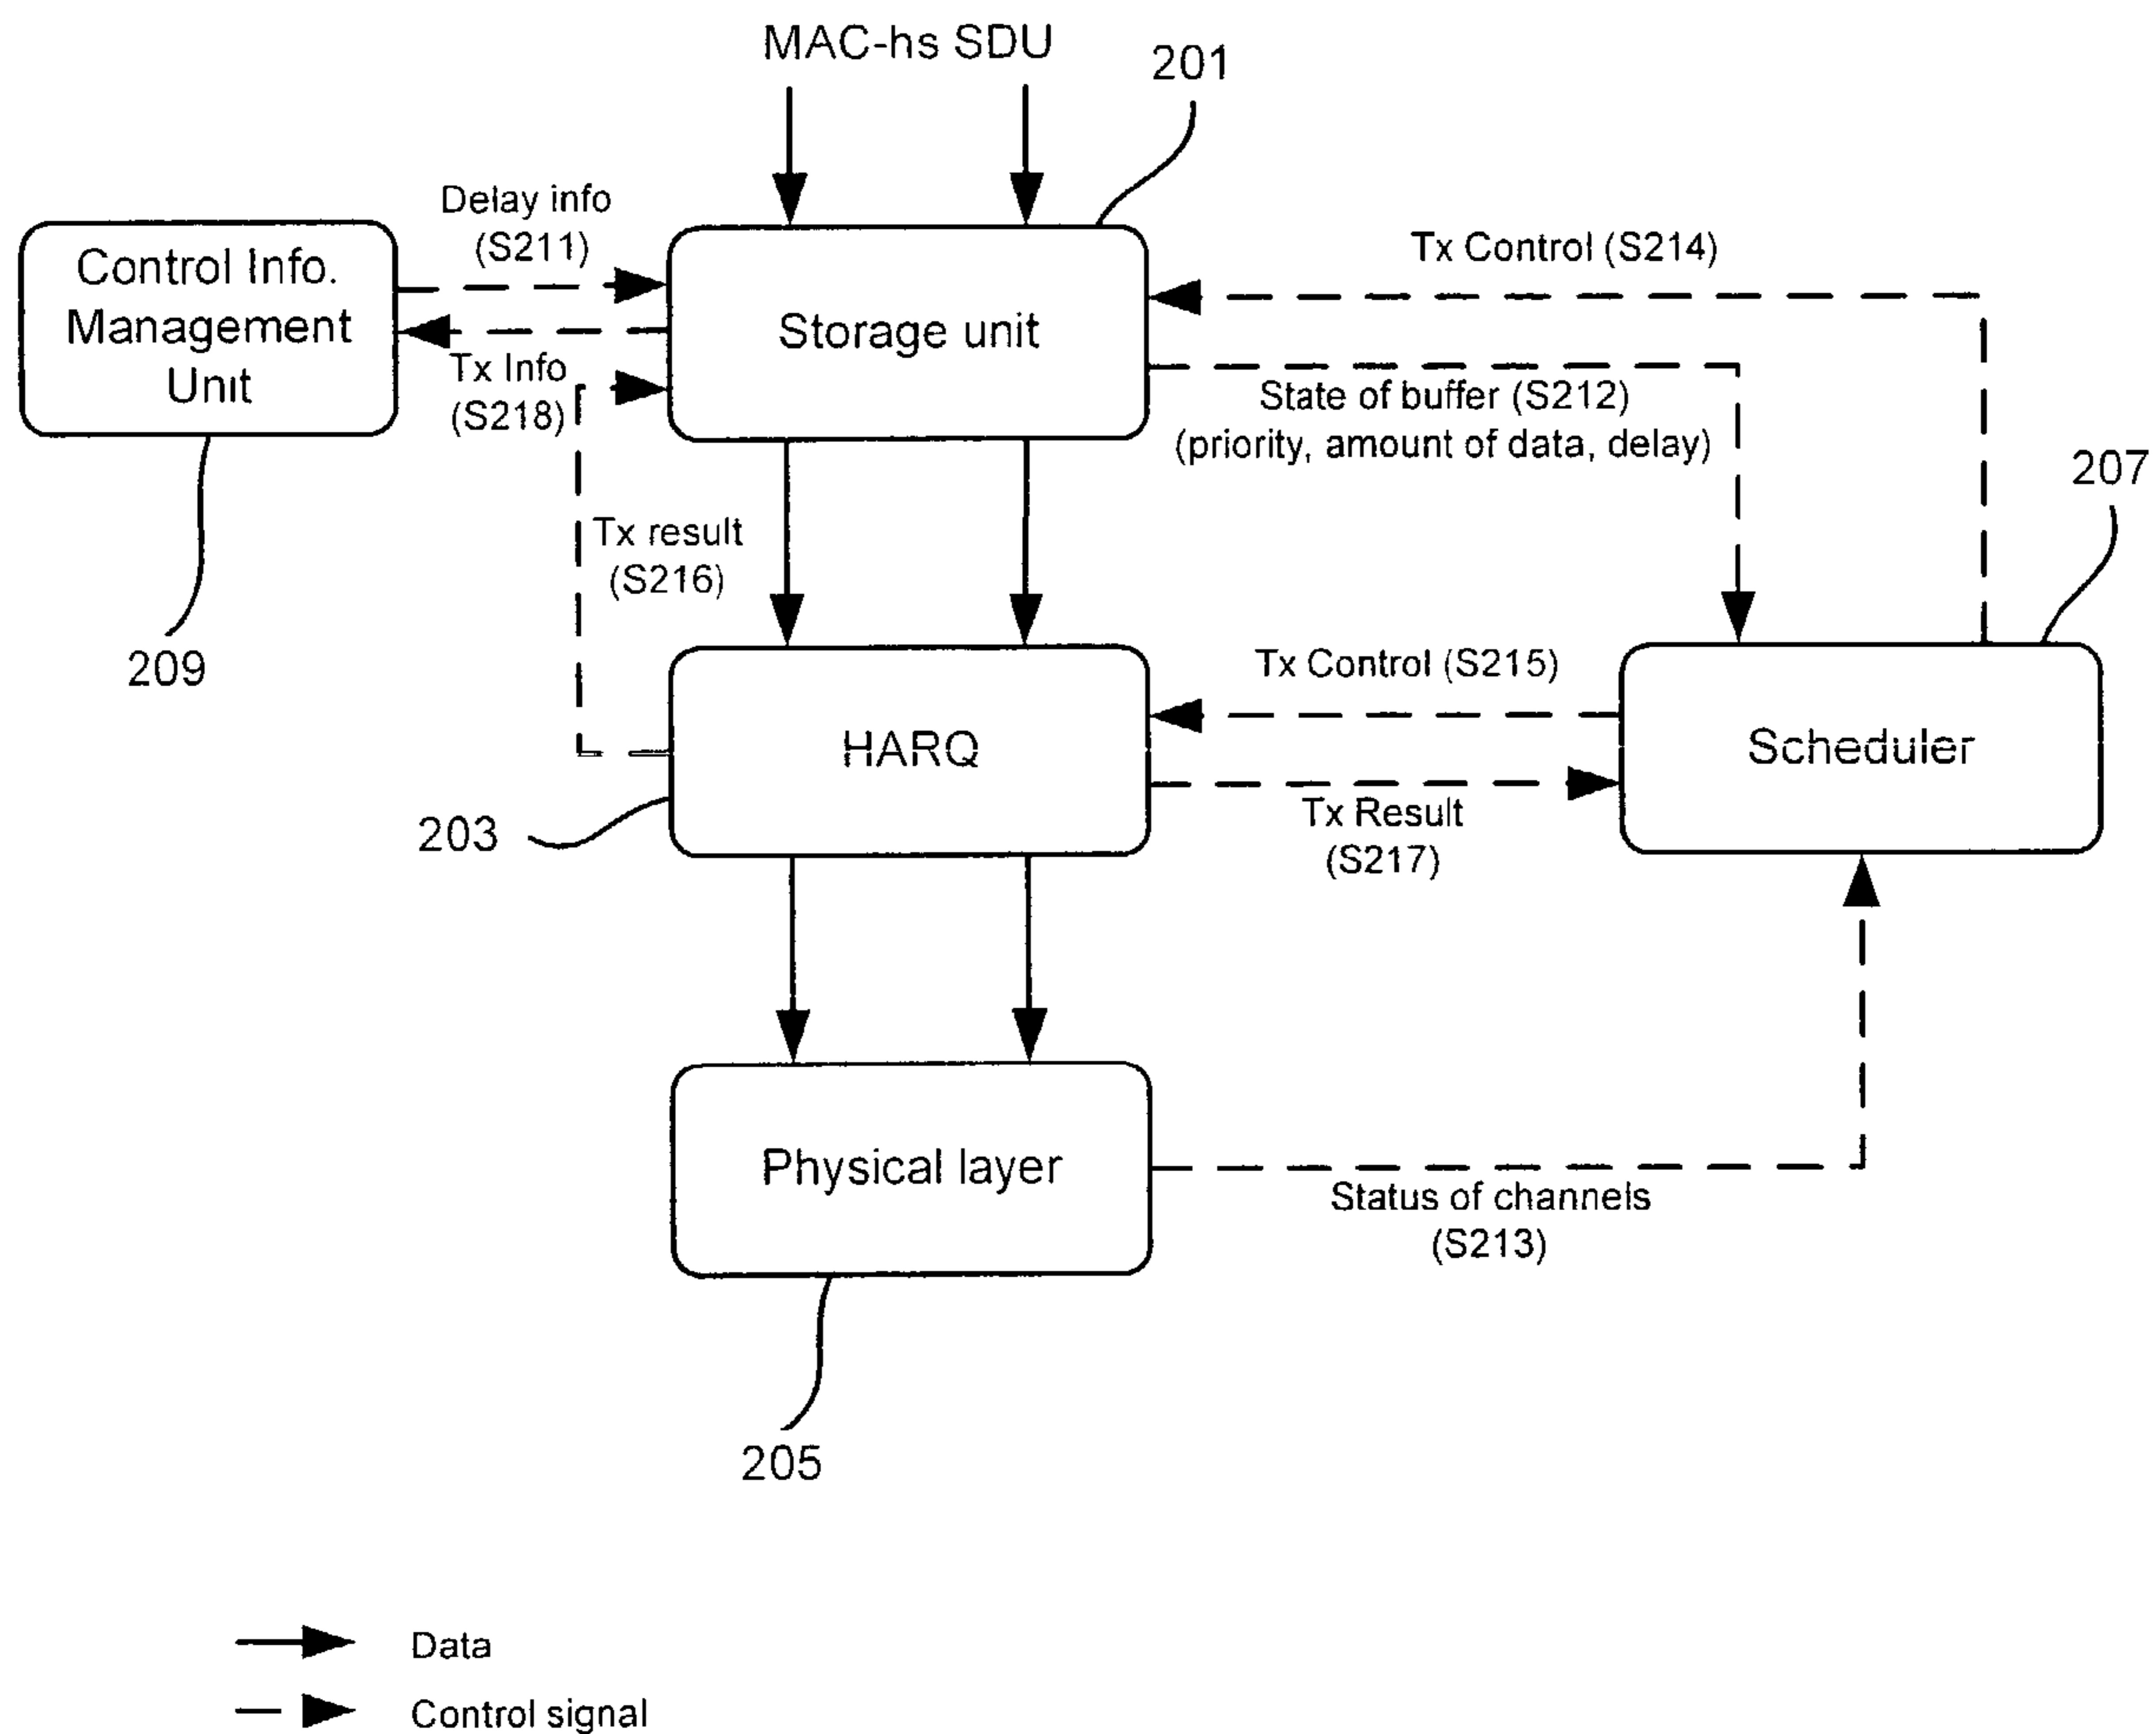 MAC-hs SDU
201
Delay info
(S211)
Control Info.
Management
Unit
Tx Info
(S218)
Storage unit
Tx Control (S214)
State of buffer (S212)
(priority, amount of data, delay)
207
Tx result
(S216)
209
HARQ
203
Tx Control (S215)
Tx Result
(S217)
Scheduler
Physical layer
Status of channels
(S213)
205
Data
Control signal